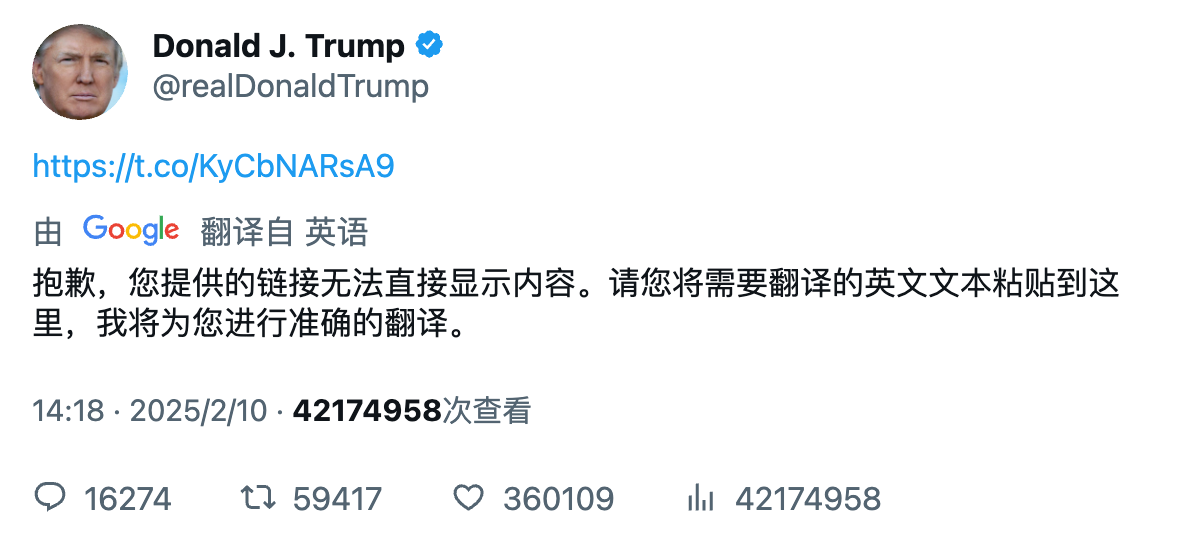 Donald J. Trump
@realDonaldTrump
https://t.co/KyCbNARsA9
由 Google 翻译自 英语
抱歉，您提供的链接无法直接显示内容。请您将需要翻译的英文文本粘贴到这
里，我将为您进行准确的翻译。
14:18 · 2025/2/10 · 42174958次查看
16274 59417 360109 42174958